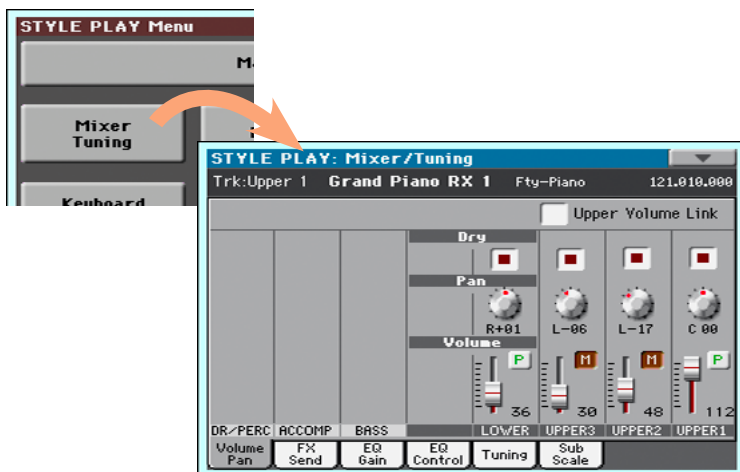 STYLE PLAY Menu
Mixer
Tuning
Keyboard
STYLE PLAY: Mixer/Tuning
Trk:Upper 1 Grand Piano RX 1 Fty-Piano 121.010.000
Upper Volume Link
Dry
Pan
R+01 L-06 L-17 C 00
Volume
P M M P
36 30 48 112
DR/PERC ACCOMP BASS LOWER UPPER3 UPPER2 UPPER1
Volume Pan FX Send EQ Gain EQ Control Tuning Sub Scale